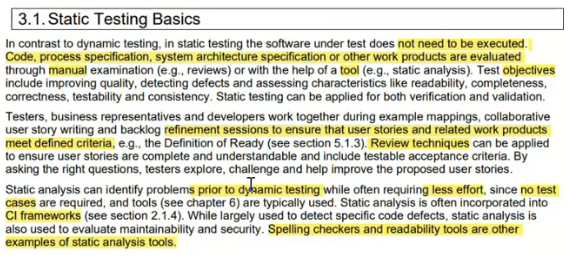 3.1. Static Testing Basics
In contrast to dynamic testing, in static testing the software under test does not need to be executed.
Code, process specification, system architecture specification or other work products are evaluated
through manual examination (e.g., reviews) or with the help of a tool (e.g., static analysis). Test objectives
include improving quality, detecting defects and assessing characteristics like readability, completeness,
correctness, testability and consistency. Static testing can be applied for both verification and validation.
Testers, business representatives and developers work together during example mappings, collaborative
user story writing and backlog refinement sessions to ensure that user stories and related work products
meet defined criteria, e.g., the Definition of Ready (see section 5.1.3). Review techniques can be applied
to ensure user stories are complete and understandable and include testable acceptance criteria. By
asking the right questions, testers explore, challenge and help improve the proposed user stories.
Static analysis can identify problems prior to dynamic testing while often requiring less effort, since no test
cases are required, and tools (see chapter 6) are typically used. Static analysis is often incorporated into
CI frameworks (see section 2.1.4). While largely used to detect specific code defects, static analysis is
also used to evaluate maintainability and security. Spelling checkers and readability tools are other
examples of static analysis tools.